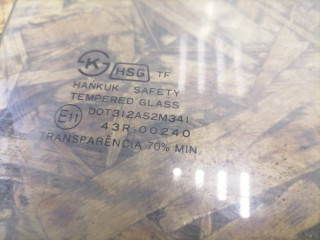 K HSG TF
HANKUK SAFETY
TEMPERED GLASS
DOT312AS2M341
E11 43R-00240
TRANSPARÊNCIA 70% MIN.